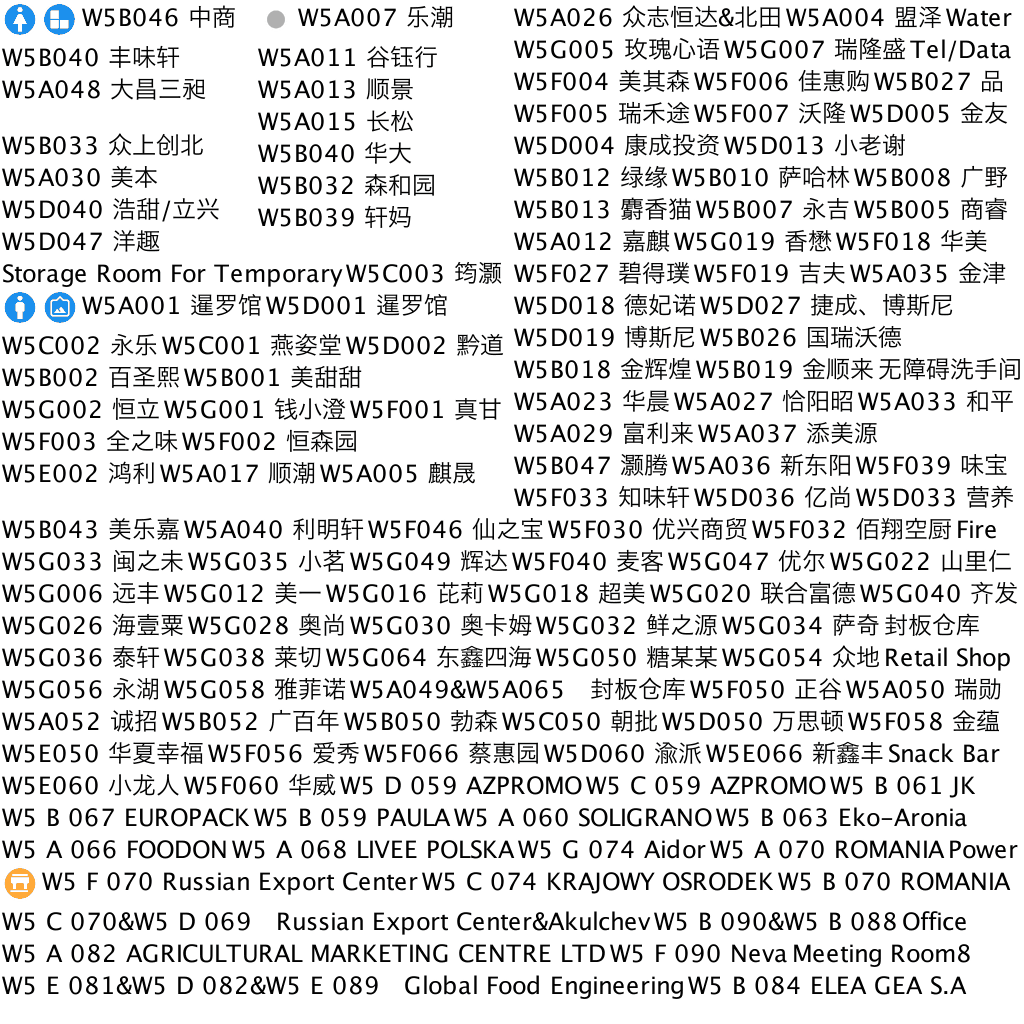 W5B046 中商
W5A007 乐潮
W5A026 众志恒达&北田 W5A004 盟泽 Water
W5B040 丰味轩
W5A011 谷钰行
W5G005 玫瑰心语 W5G007 瑞隆盛 Tel/Data
W5A048 大昌三昶
W5A013 顺景
W5F004 美其森 W5F006 佳惠购 W5B027 品
W5A015 长松
W5F005 瑞禾途 W5F007 沃隆 W5D005 金友
W5B033 众上创北
W5B040 华大
W5D004 康成投资 W5D013 小老谢
W5A030 美本
W5B032 森和园
W5B012 绿缘 W5B010 萨哈林 W5B008 广野
W5D040 浩甜/立兴
W5B039 轩妈
W5B013 麝香猫 W5B007 永吉 W5B005 商睿
W5D047 洋趣
W5A012 嘉麒 W5G019 香懋 W5F018 华美
Storage Room For Temporary W5C003 筠灏
W5F027 碧得璞 W5F019 吉夫 W5A035 金津
W5A001 暹罗馆 W5D001 暹罗馆
W5D018 德妃诺 W5D027 捷成、博斯尼
W5C002 永乐 W5C001 燕姿堂 W5D002 黔道
W5D019 博斯尼 W5B026 国瑞沃德
W5B002 百圣熙 W5B001 美甜甜
W5B018 金辉煌 W5B019 金顺来 无障碍洗手间
W5G002 恒立 W5G001 钱小澄 W5F001 真甘
W5A023 华晨 W5A027 恰阳昭 W5A033 和平
W5F003 全之味 W5F002 恒森园
W5A029 富利来 W5A037 添美源
W5E002 鸿利 W5A017 顺潮 W5A005 麒晟
W5B047 灏腾 W5A036 新东阳 W5F039 味宝
W5F033 知味轩 W5D036 亿尚 W5D033 营养
W5B043 美乐嘉 W5A040 利明轩 W5F046 仙之宝 W5F030 优兴商贸 W5F032 佰翔空厨 Fire
W5G033 闽之未 W5G035 小茗 W5G049 辉达 W5F040 麦客 W5G047 优尔 W5G022 山里仁
W5G006 远丰 W5G012 美一 W5G016 芘莉 W5G018 超美 W5G020 联合富德 W5G040 齐发
W5G026 海壹粟 W5G028 奥尚 W5G030 奥卡姆 W5G032 鲜之源 W5G034 萨奇 封板仓库
W5G036 泰轩 W5G038 莱切 W5G064 东鑫四海 W5G050 糖某某 W5G054 众地 Retail Shop
W5G056 永湖 W5G058 雅菲诺 W5A049&W5A065 封板仓库 W5F050 正谷 W5A050 瑞勋
W5A052 诚招 W5B052 广百年 W5B050 勃森 W5C050 朝批 W5D050 万思顿 W5F058 金蕴
W5E050 华夏幸福 W5F056 爱秀 W5F066 蔡惠园 W5D060 渝派 W5E066 新鑫丰 Snack Bar
W5E060 小龙人 W5F060 华威 W5 D 059 AZPROMO W5 C 059 AZPROMO W5 B 061 JK
W5 B 067 EUROPACK W5 B 059 PAULA W5 A 060 SOLIGRANO W5 B 063 Eko-Aronia
W5 A 066 FOODON W5 A 068 LIVEE POLSKA W5 G 074 Aidor W5 A 070 ROMANIA Power
W5 F 070 Russian Export Center W5 C 074 KRAJOWY OSRODEK W5 B 070 ROMANIA
W5 C 070&W5 D 069 Russian Export Center&Akulchev W5 B 090&W5 B 088 Office
W5 A 082 AGRICULTURAL MARKETING CENTRE LTD W5 F 090 Neva Meeting Room8
W5 E 081&W5 D 082&W5 E 089 Global Food Engineering W5 B 084 ELEA GEA S.A